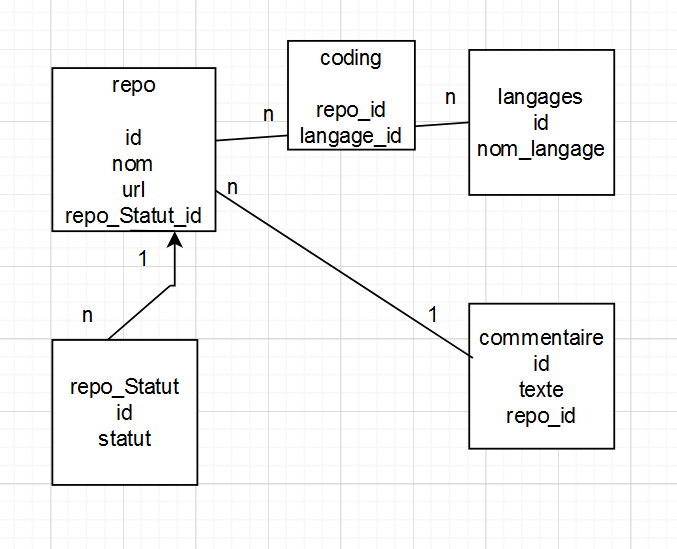 repo
id
nom
url
repo_Statut_id
n
coding
repo_id
langage_id
n
langages
id
nom_langage
n
1
1
n
repo_Statut
id
statut
commentaire
id
texte
repo_id